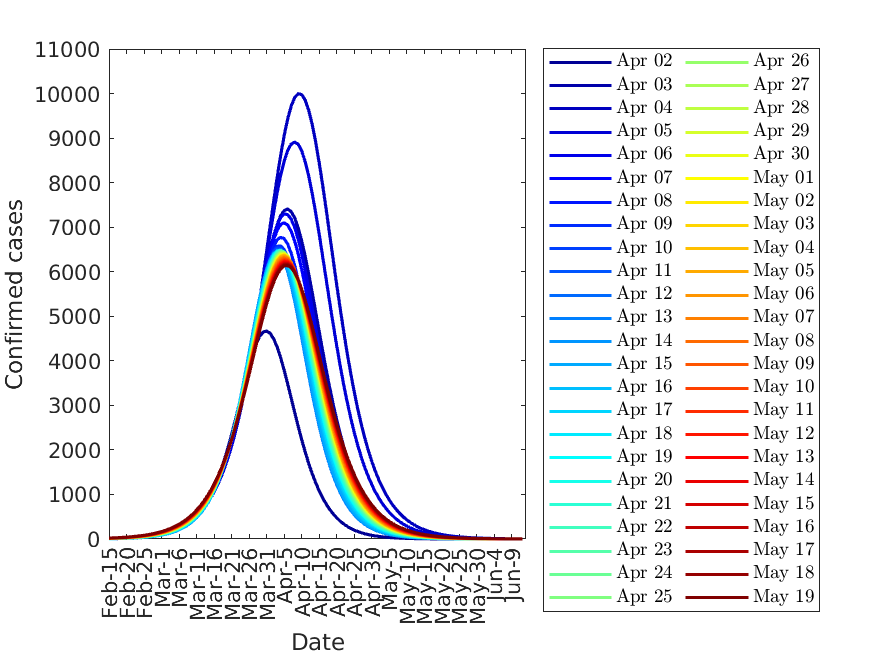 11000
10000
9000
8000
7000
6000
5000
4000
3000
2000
1000
0
Confirmed cases
Feb-15
Feb-20
Feb-25
Mar-1
Mar-6
Mar-11
Mar-16
Mar-21
Mar-26
Mar-31
Apr-5
Apr-10
Apr-15
Apr-20
Apr-25
Apr-30
May-5
May-10
May-15
May-20
May-25
May-30
Jun-4
Jun-9
Date
Apr 02
Apr 03
Apr 04
Apr 05
Apr 06
Apr 07
Apr 08
Apr 09
Apr 10
Apr 11
Apr 12
Apr 13
Apr 14
Apr 15
Apr 16
Apr 17
Apr 18
Apr 19
Apr 20
Apr 21
Apr 22
Apr 23
Apr 24
Apr 25
Apr 26
Apr 27
Apr 28
Apr 29
Apr 30
May 01
May 02
May 03
May 04
May 05
May 06
May 07
May 08
May 09
May 10
May 11
May 12
May 13
May 14
May 15
May 16
May 17
May 18
May 19